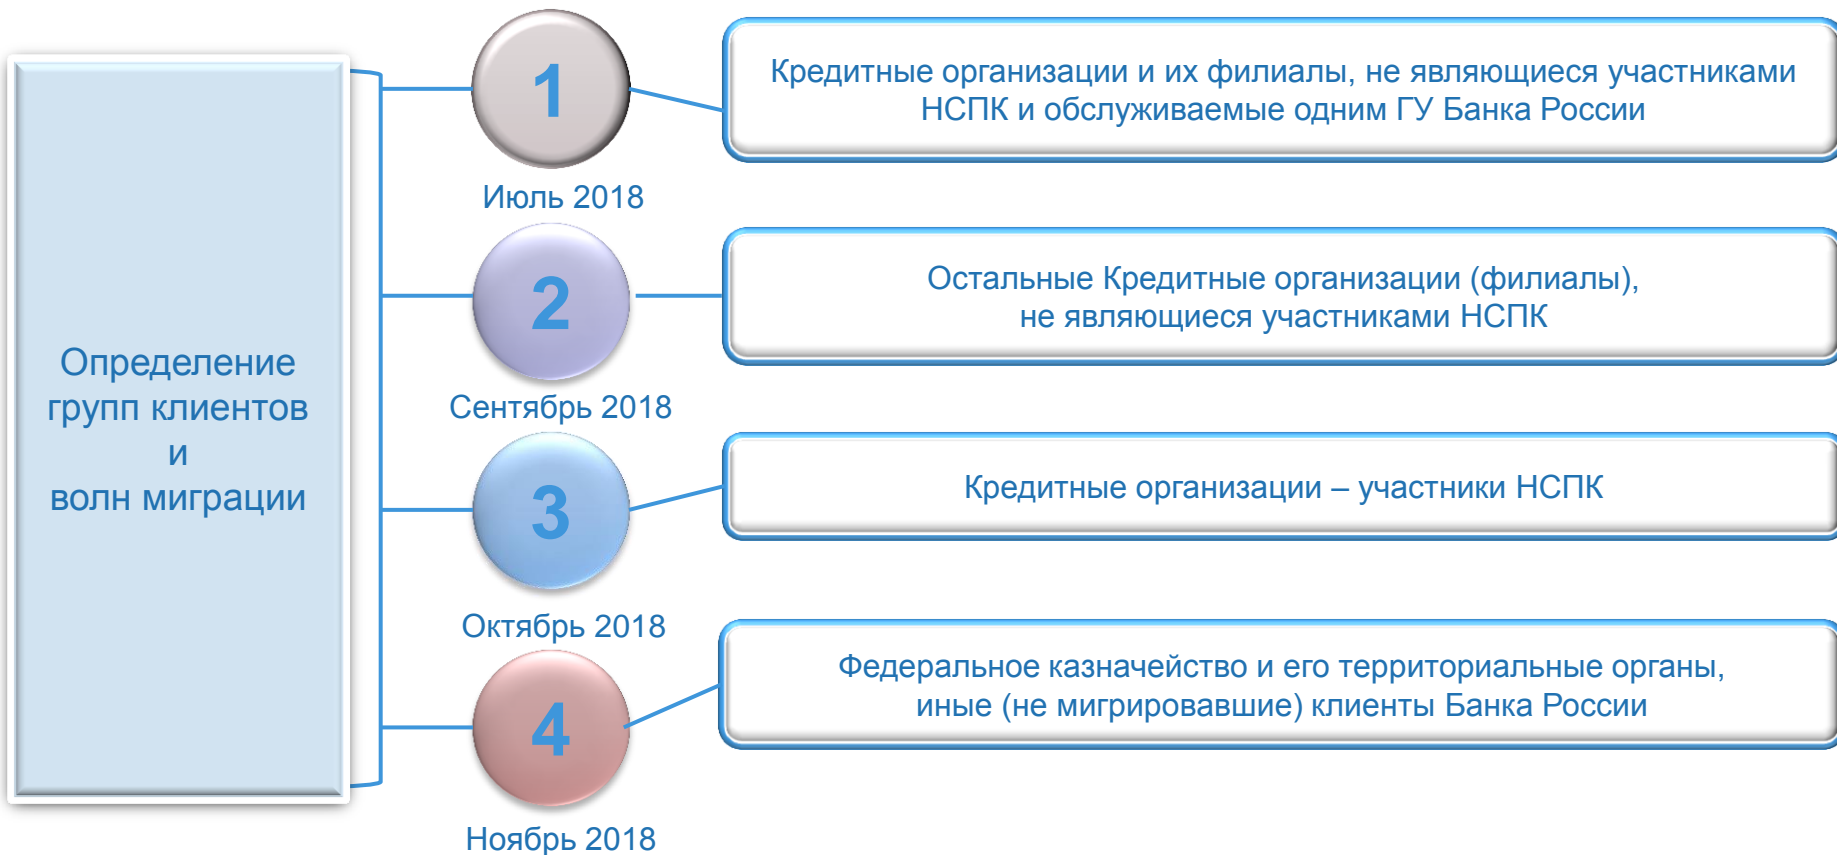 Определение
групп клиентов
и
волн миграции
1
Июль 2018
Кредитные организации и их филиалы, не являющиеся участниками
НСПК и обслуживаемые одним ГУ Банка России
2
Сентябрь 2018
Остальные Кредитные организации (филиалы),
не являющиеся участниками НСПК
3
Октябрь 2018
Кредитные организации – участники НСПК
4
Ноябрь 2018
Федеральное казначейство и его территориальные органы,
иные (не мигрировавшие) клиенты Банка России